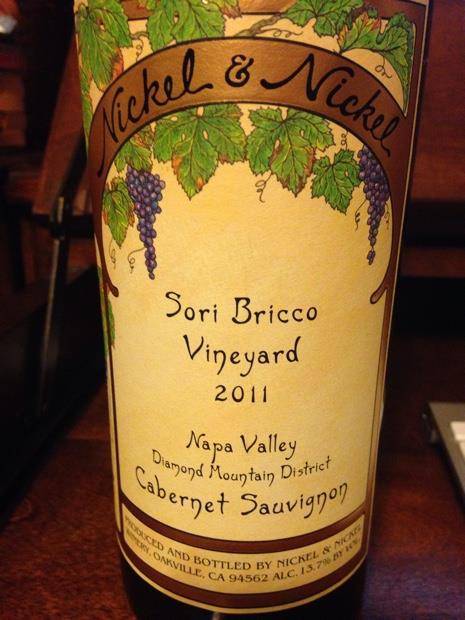 Nickel & Nickel
Sori Bricco
Vineyard
2011
Napa Valley
Diamond Mountain District
Cabernet Sauvignon
PRODUCED AND BOTTLED BY NICKEL & NICKEL
WINERY, OAKVILLE, CA 94562 ALC. 13.7% BY VOL.